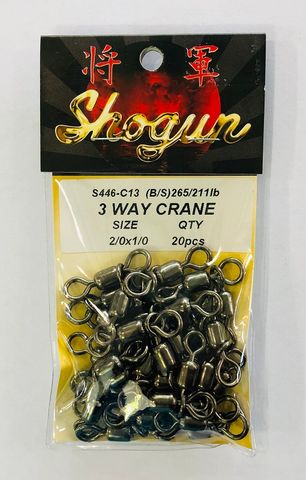 将 軍
Shogun
S446-C13 (B/S)265/211lb
3 WAY CRANE
SIZE QTY
2/0x1/0 20pcs